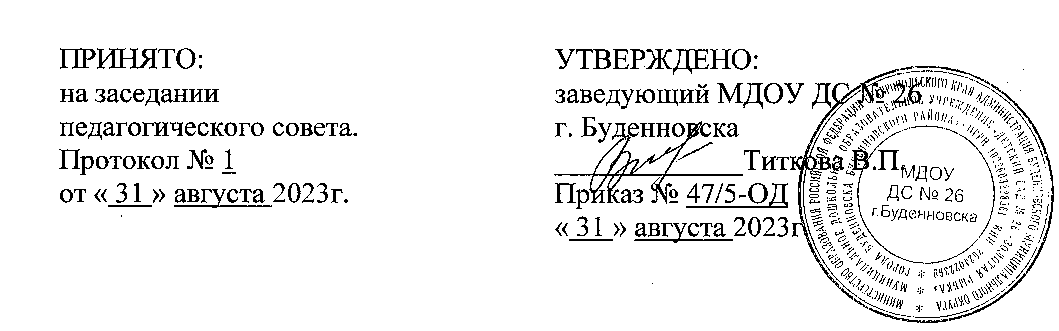 ПРИНЯТО:
на заседании
педагогического совета.
Протокол № 1
от « 31 » августа 2023г.
УТВЕРЖДЕНО:
заведующий МДОУ ДС № 26
г. Буденновска
Титкова В.П.
Приказ № 47/5-ОД
« 31 » августа 2023г
МДОУ
ДС № 26
г.Буденновска